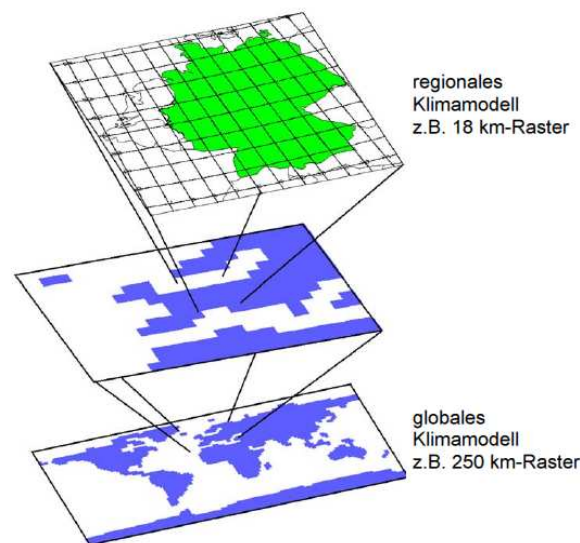 regionales
Klimamodell
z.B. 18 km-Raster
globales
Klimamodell
z.B. 250 km-Raster